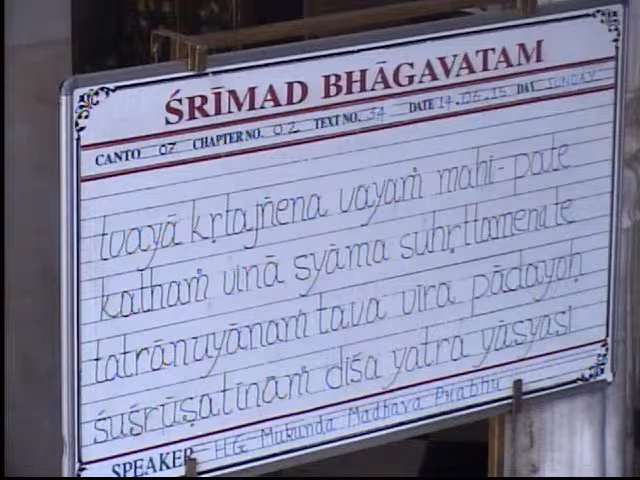 ŚRĪMAD BHĀGAVATAM
CANTO 07 CHAPTER NO. 02 TEXT NO. 34 DATE 14.06.15 DAY SUNDAY
tvayā kṛtajñena vayaṁ mahī-pate
kathaṁ vinā syāma suhṛttamena te
tatrānuyānaṁ tava vīra pādayoḥ
śuśrūṣatīnāṁ diśa yatra yāsyasi
SPEAKER H.G Mukunda Madhava Prabhu